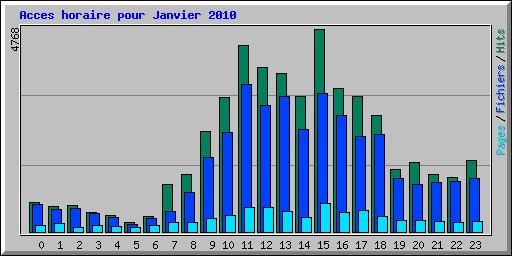 Acces horaire pour Janvier 2010
4768
Pages / Fichiers / Hits
0 1 2 3 4 5 6 7 8 9 10 11 12 13 14 15 16 17 18 19 20 21 22 23